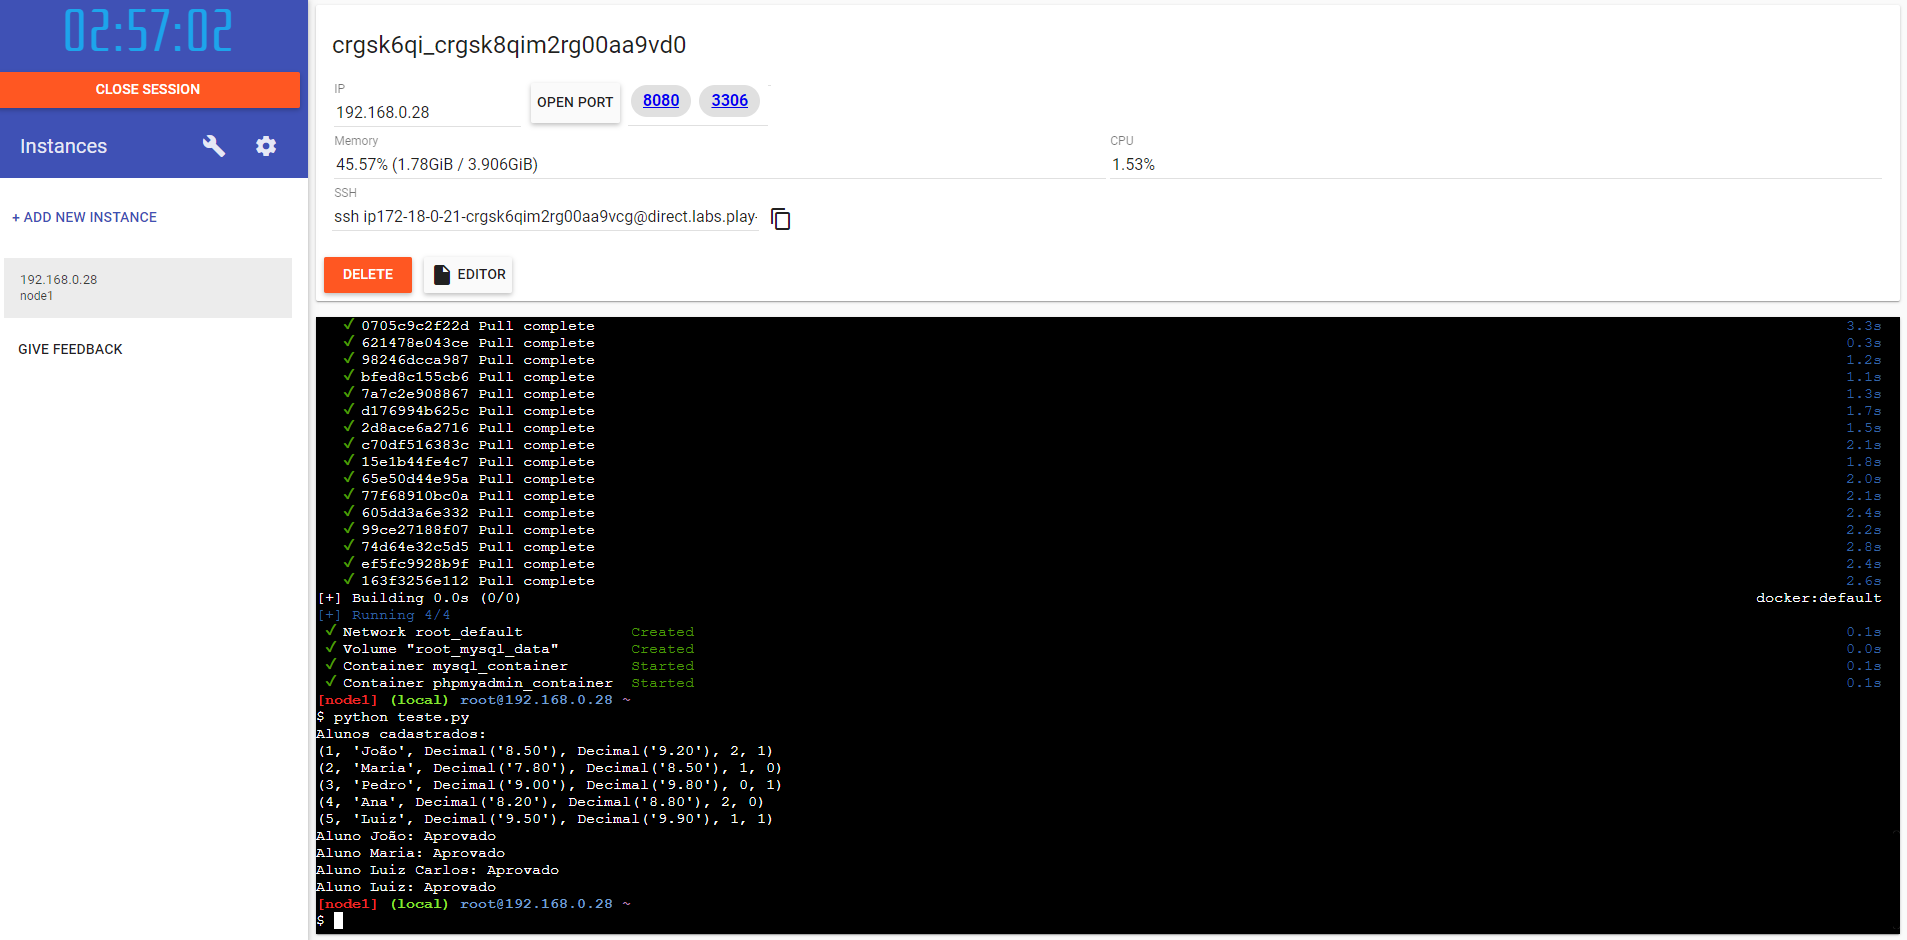 02:57:02
CLOSE SESSION
Instances
+ ADD NEW INSTANCE
192.168.0.28
node1
GIVE FEEDBACK
crgsk6qi_crgsk8qim2rg00aa9vd0
IP
192.168.0.28
OPEN PORT
8080
3306
Memory
45.57% (1.78GiB / 3.906GiB)
CPU
1.53%
SSH
ssh ip172-18-0-21-crgsk6qim2rg00aa9vcg@direct.labs.play-
DELETE
EDITOR
✓ 0705c9c2f22d Pull complete 3.3s
✓ 621478e043ce Pull complete 0.3s
✓ 98246dcca987 Pull complete 1.2s
✓ bfed8c155cb6 Pull complete 1.1s
✓ 7a7c2e908867 Pull complete 1.3s
✓ d176994b625c Pull complete 1.7s
✓ 2d8ace6a2716 Pull complete 1.5s
✓ c70df516383c Pull complete 2.1s
✓ 15e1b44fe4c7 Pull complete 1.8s
✓ 65e50d44e95a Pull complete 2.0s
✓ 77f68910bc0a Pull complete 2.1s
✓ 605dd3a6e332 Pull complete 2.4s
✓ 99ce27188f07 Pull complete 2.2s
✓ 74d64e32c5d5 Pull complete 2.8s
✓ ef5fc9928b9f Pull complete 2.4s
✓ 163f3256e112 Pull complete 2.6s
[+] Building 0.0s (0/0) docker:default
[+] Running 4/4
✓ Network root_default Created 0.1s
✓ Volume "root_mysql_data" Created 0.0s
✓ Container mysql_container Started 0.1s
✓ Container phpmyadmin_container Started 0.1s
[node1] (local) root@192.168.0.28 ~
$ python teste.py
Alunos cadastrados:
(1, 'João', Decimal('8.50'), Decimal('9.20'), 2, 1)
(2, 'Maria', Decimal('7.80'), Decimal('8.50'), 1, 0)
(3, 'Pedro', Decimal('9.00'), Decimal('9.80'), 0, 1)
(4, 'Ana', Decimal('8.20'), Decimal('8.80'), 2, 0)
(5, 'Luiz', Decimal('9.50'), Decimal('9.90'), 1, 1)
Aluno João: Aprovado
Aluno Maria: Aprovado
Aluno Luiz Carlos: Aprovado
Aluno Luiz: Aprovado
[node1] (local) root@192.168.0.28 ~
$